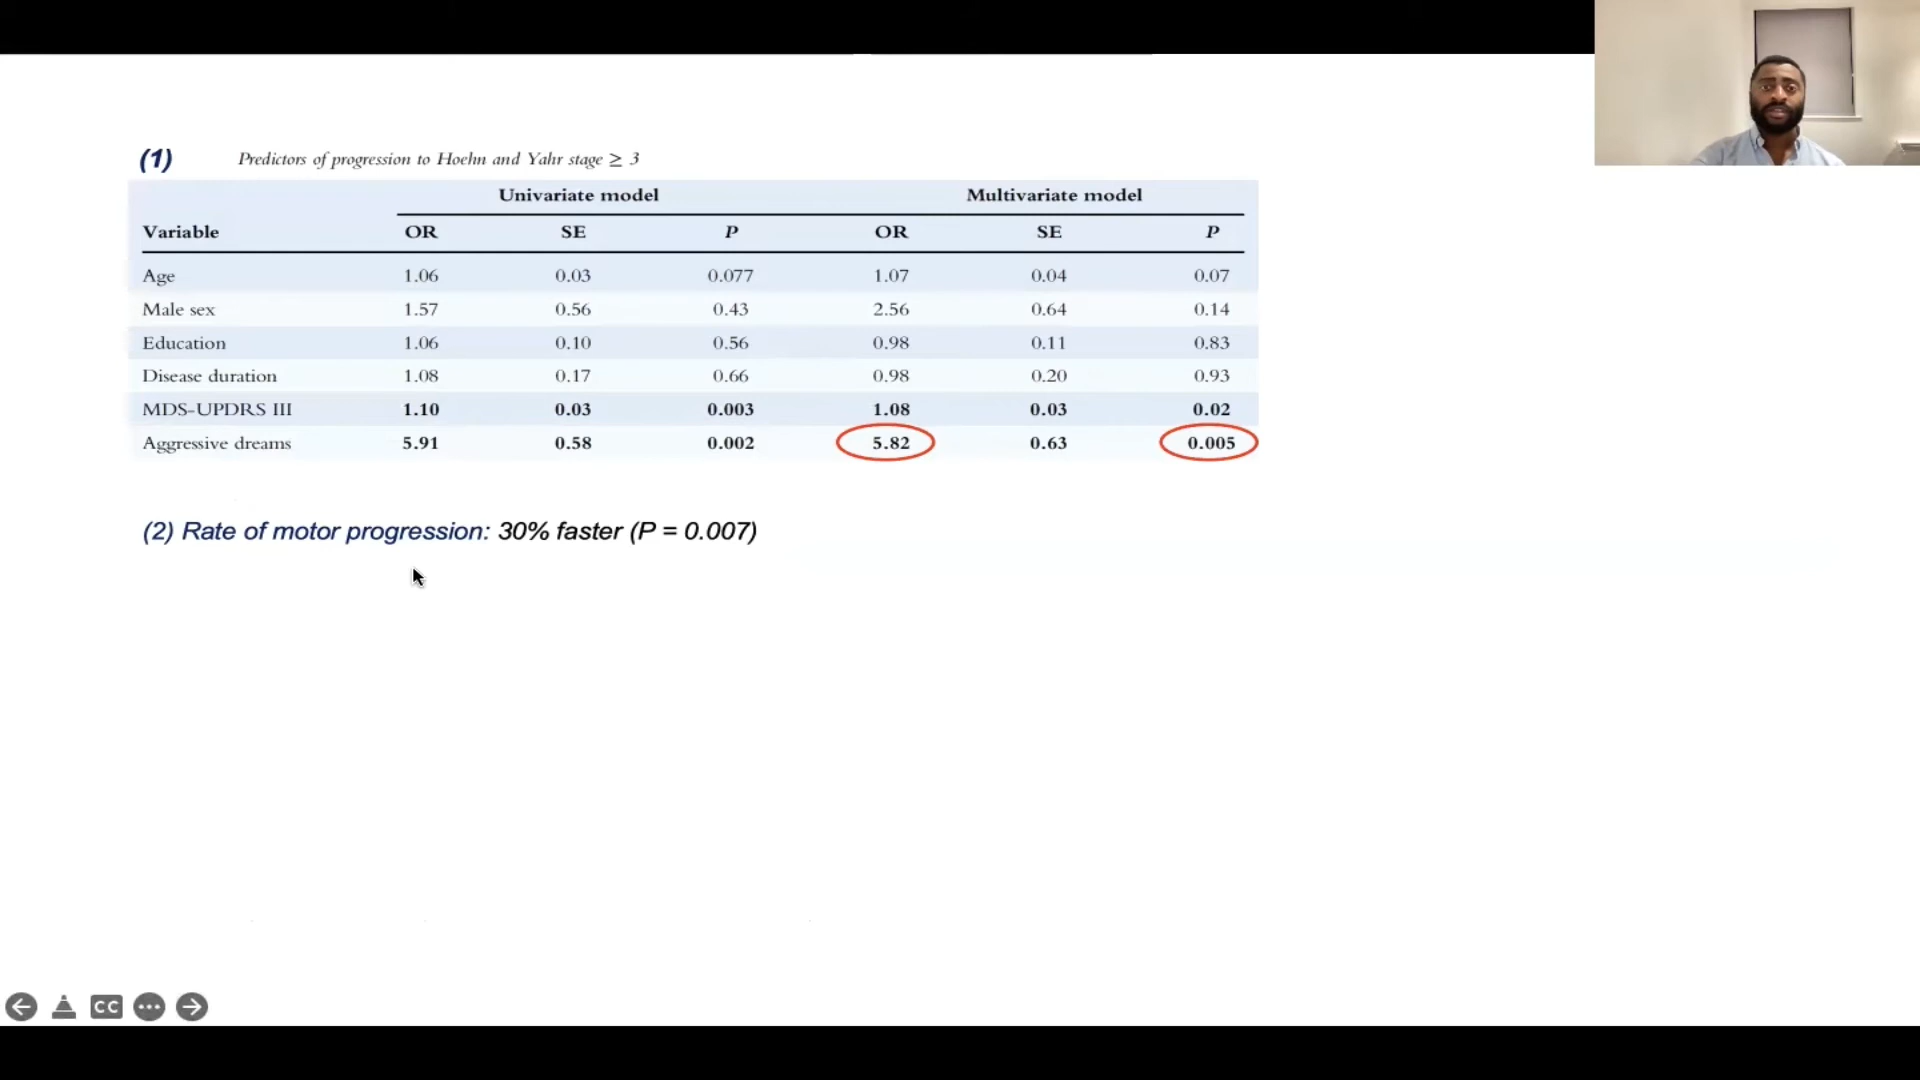 (1) Predictors of progression to Hoehn and Yahr stage ≥ 3
Univariate model Multivariate model
Variable OR SE P OR SE P
Age 1.06 0.03 0.077 1.07 0.04 0.07
Male sex 1.57 0.56 0.43 2.56 0.64 0.14
Education 1.06 0.10 0.56 0.98 0.11 0.83
Disease duration 1.08 0.17 0.66 0.98 0.20 0.93
MDS-UPDRS III 1.10 0.03 0.003 1.08 0.03 0.02
Aggressive dreams 5.91 0.58 0.002 5.82 0.63 0.005
(2) Rate of motor progression: 30% faster (P = 0.007)
CC